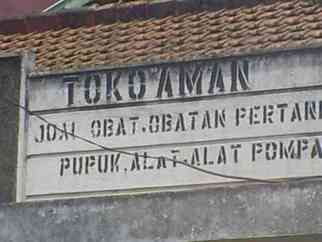 TOKO AMAN
JUAL OBAT.OBATAN
PUPUK.ALAT.ALAT POMPA